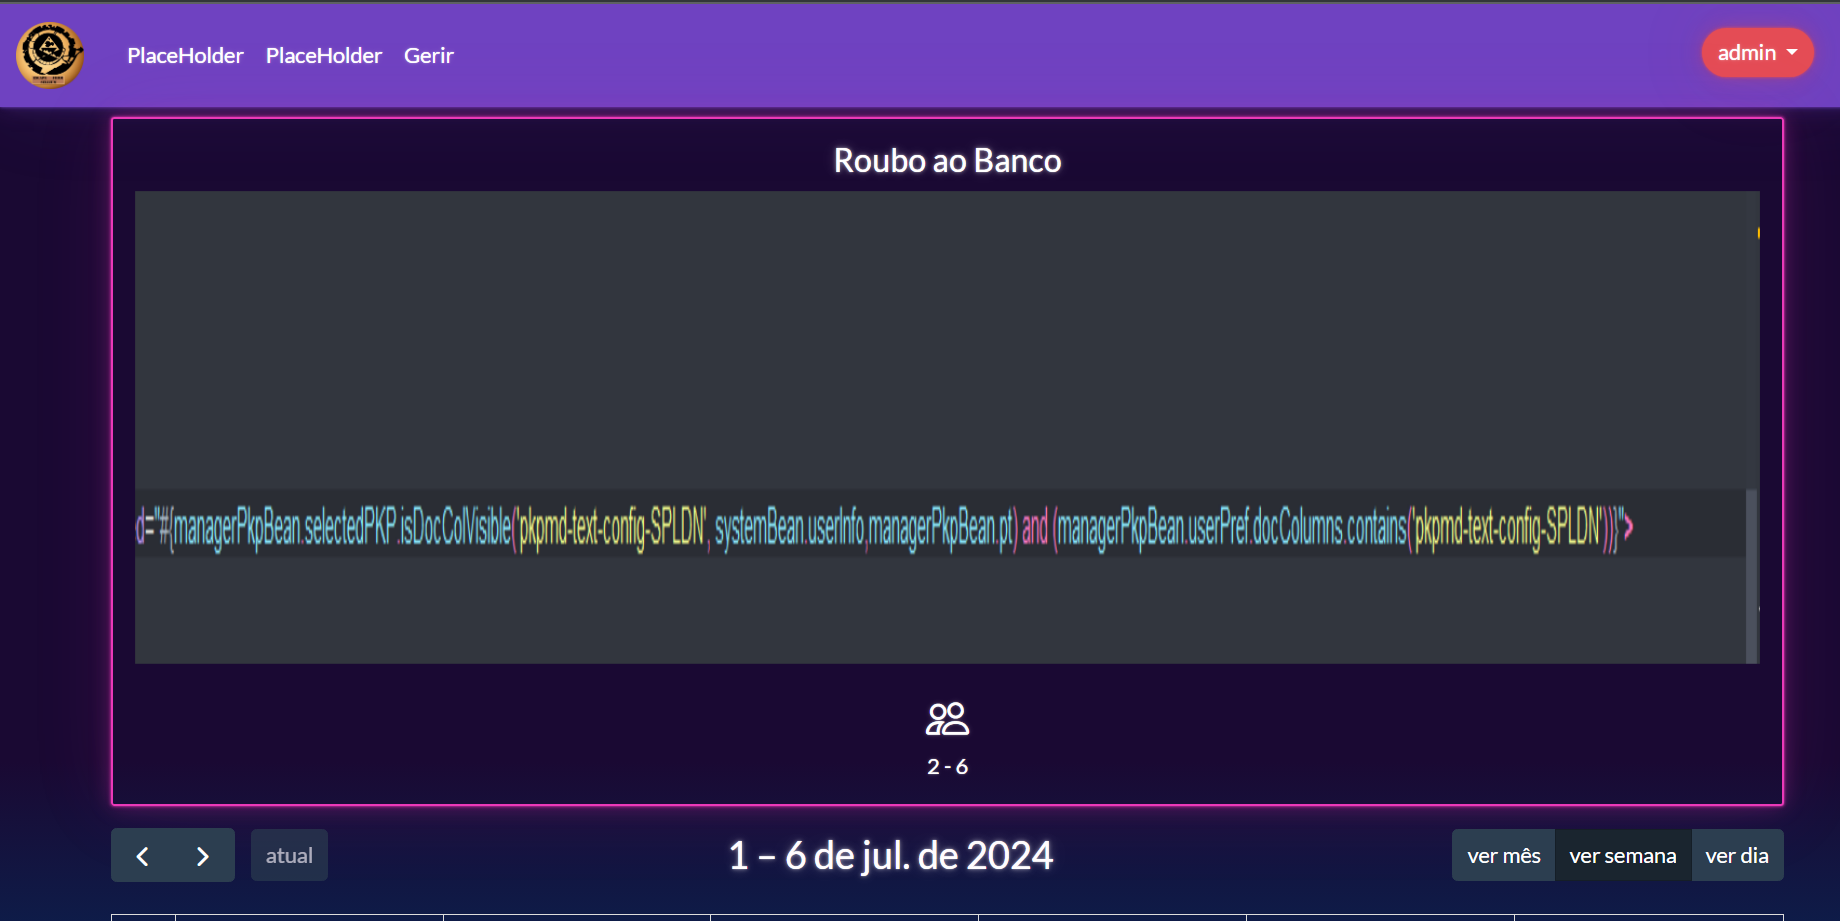 PlaceHolder PlaceHolder Gerir
admin
Roubo ao Banco
d="#{managerPkpBean.selectedPKP.isDocColVisible('pkpmd-text-config-SPLDN', systemBean.userInfo,managerPkpBean.pt) and (managerPkpBean.userPref.docColumns.contains('pkpmd-text-config-SPLDN'))}">
2 - 6
atual
1 – 6 de jul. de 2024
ver mês ver semana ver dia